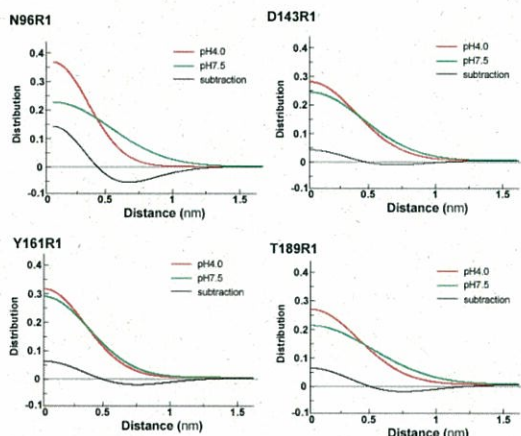 N96R1
0.4
0.3
0.2
0.1
0
-0.1
0
0.5
1
1.5
Distribution
Distance (nm)
pH4.0
pH7.5
subtraction
D143R1
0.4
0.3
0.2
0.1
0
-0.1
0
0.5
1
1.5
Distribution
Distance (nm)
pH4.0
pH7.5
subtraction
Y161R1
0.4
0.3
0.2
0.1
0
-0.1
0
0.5
1
1.5
Distribution
Distance (nm)
pH4.0
pH7.5
subtraction
T189R1
0.4
0.3
0.2
0.1
0
-0.1
0
0.5
1
1.5
Distribution
Distance (nm)
pH4.0
pH7.5
subtraction